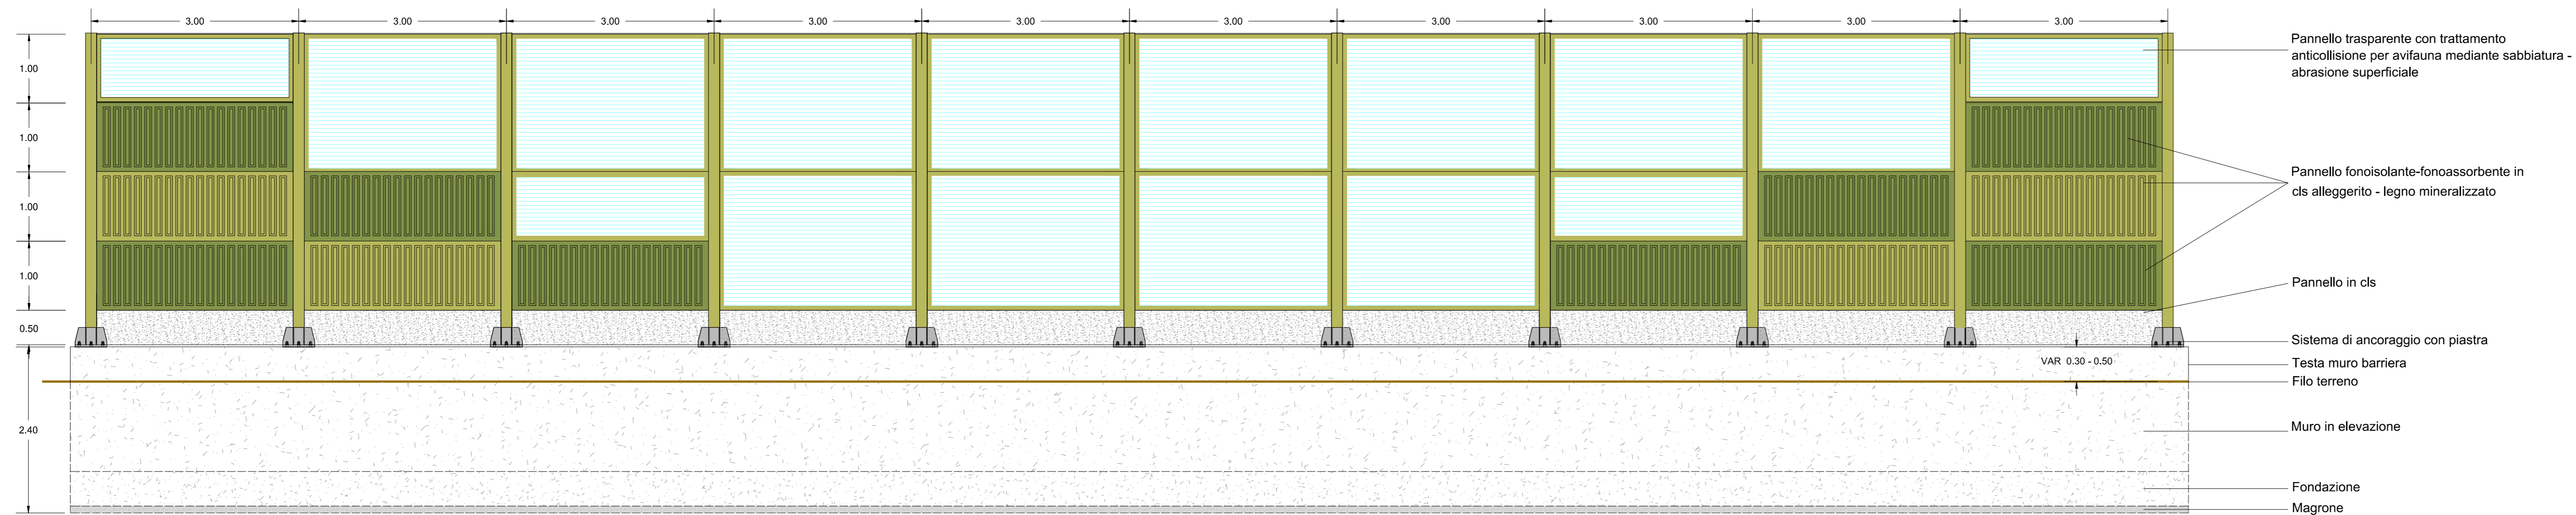 3.00 3.00 3.00 3.00 3.00 3.00 3.00 3.00 3.00 3.00
1.00
1.00
1.00
1.00
0.50
2.40
Pannello trasparente con trattamento
anticollisione per avifauna mediante sabbiatura -
abrasione superficiale
Pannello fonoisolante-fonoassorbente in
cls alleggerito - legno mineralizzato
Pannello in cls
Sistema di ancoraggio con piastra
VAR 0.30 - 0.50
Testa muro barriera
Filo terreno
Muro in elevazione
Fondazione
Magrone